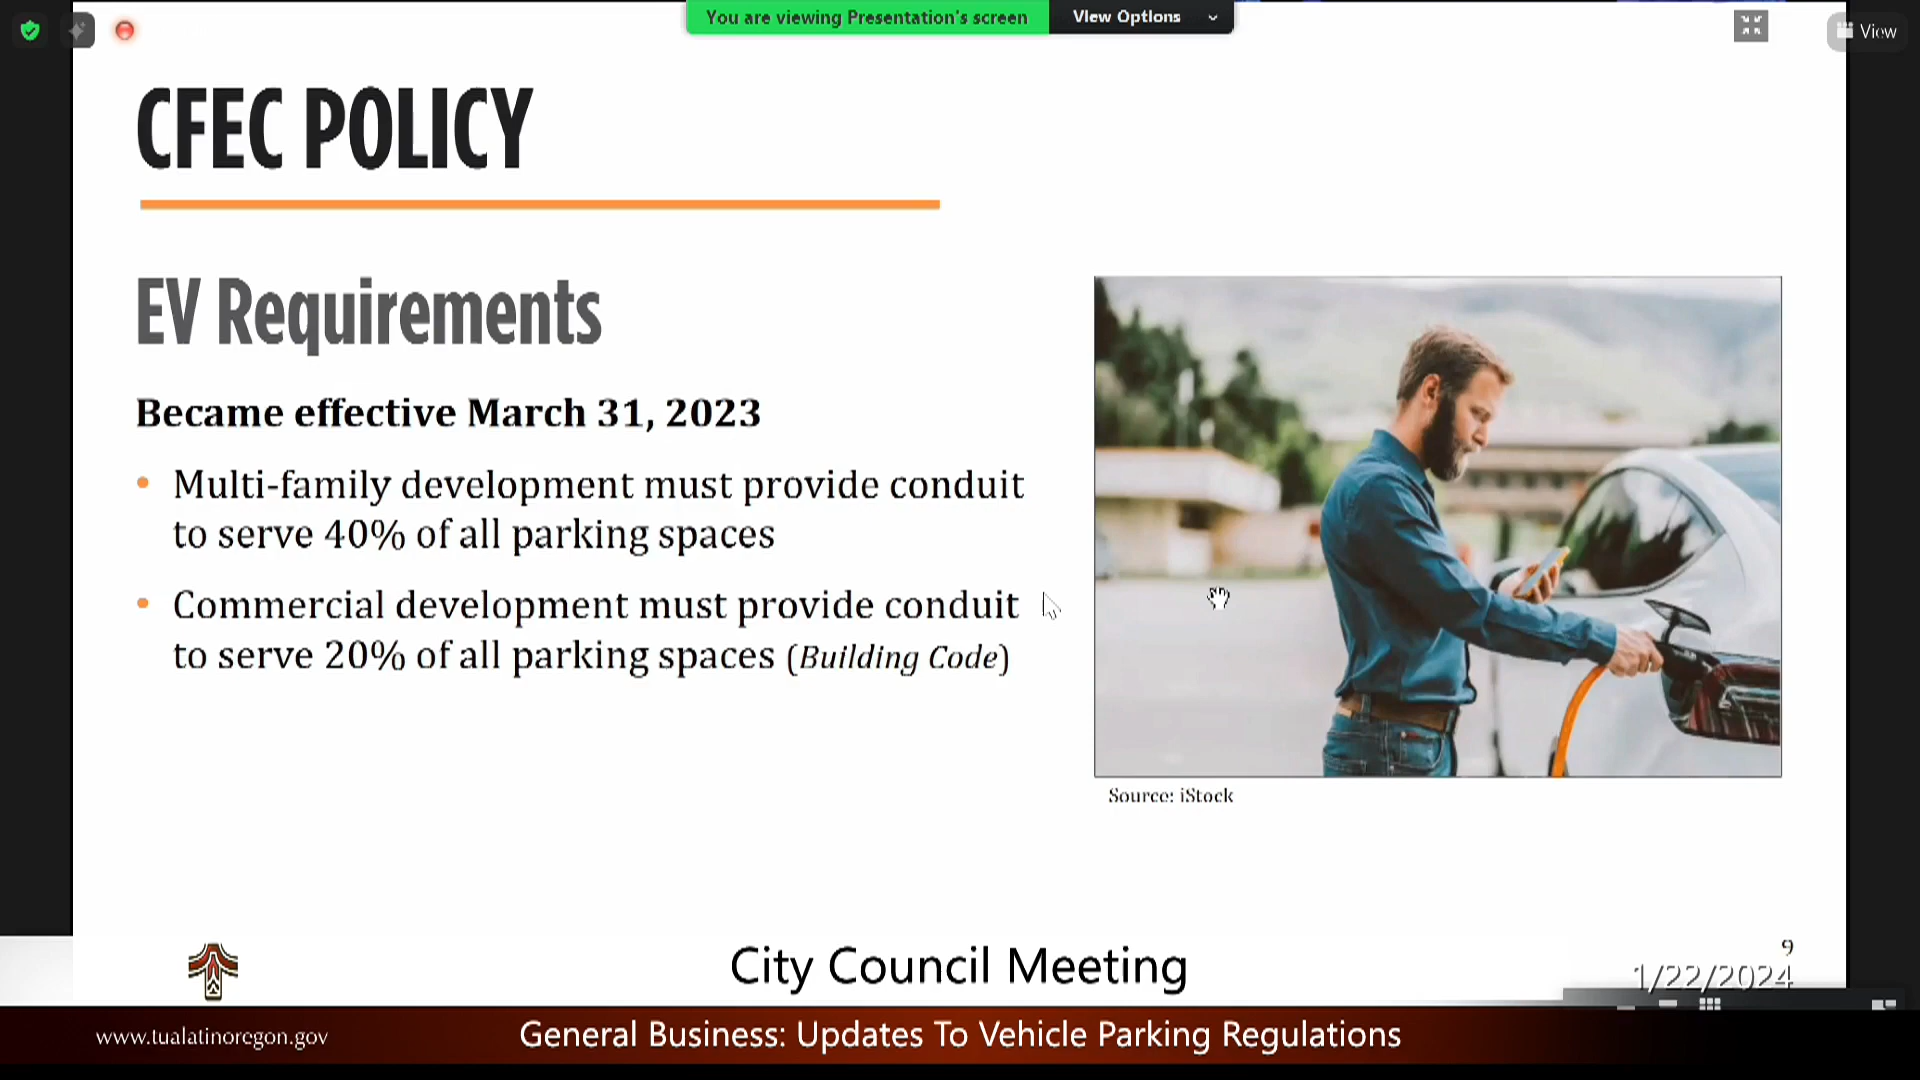 You are viewing Presentation's screen View Options
View
CFEC POLICY
EV Requirements
Became effective March 31, 2023
• Multi-family development must provide conduit
to serve 40% of all parking spaces
• Commercial development must provide conduit
to serve 20% of all parking spaces (Building Code)
Source: iStock
City Council Meeting
9
1/22/2024
www.tualatinoregon.gov
General Business: Updates To Vehicle Parking Regulations